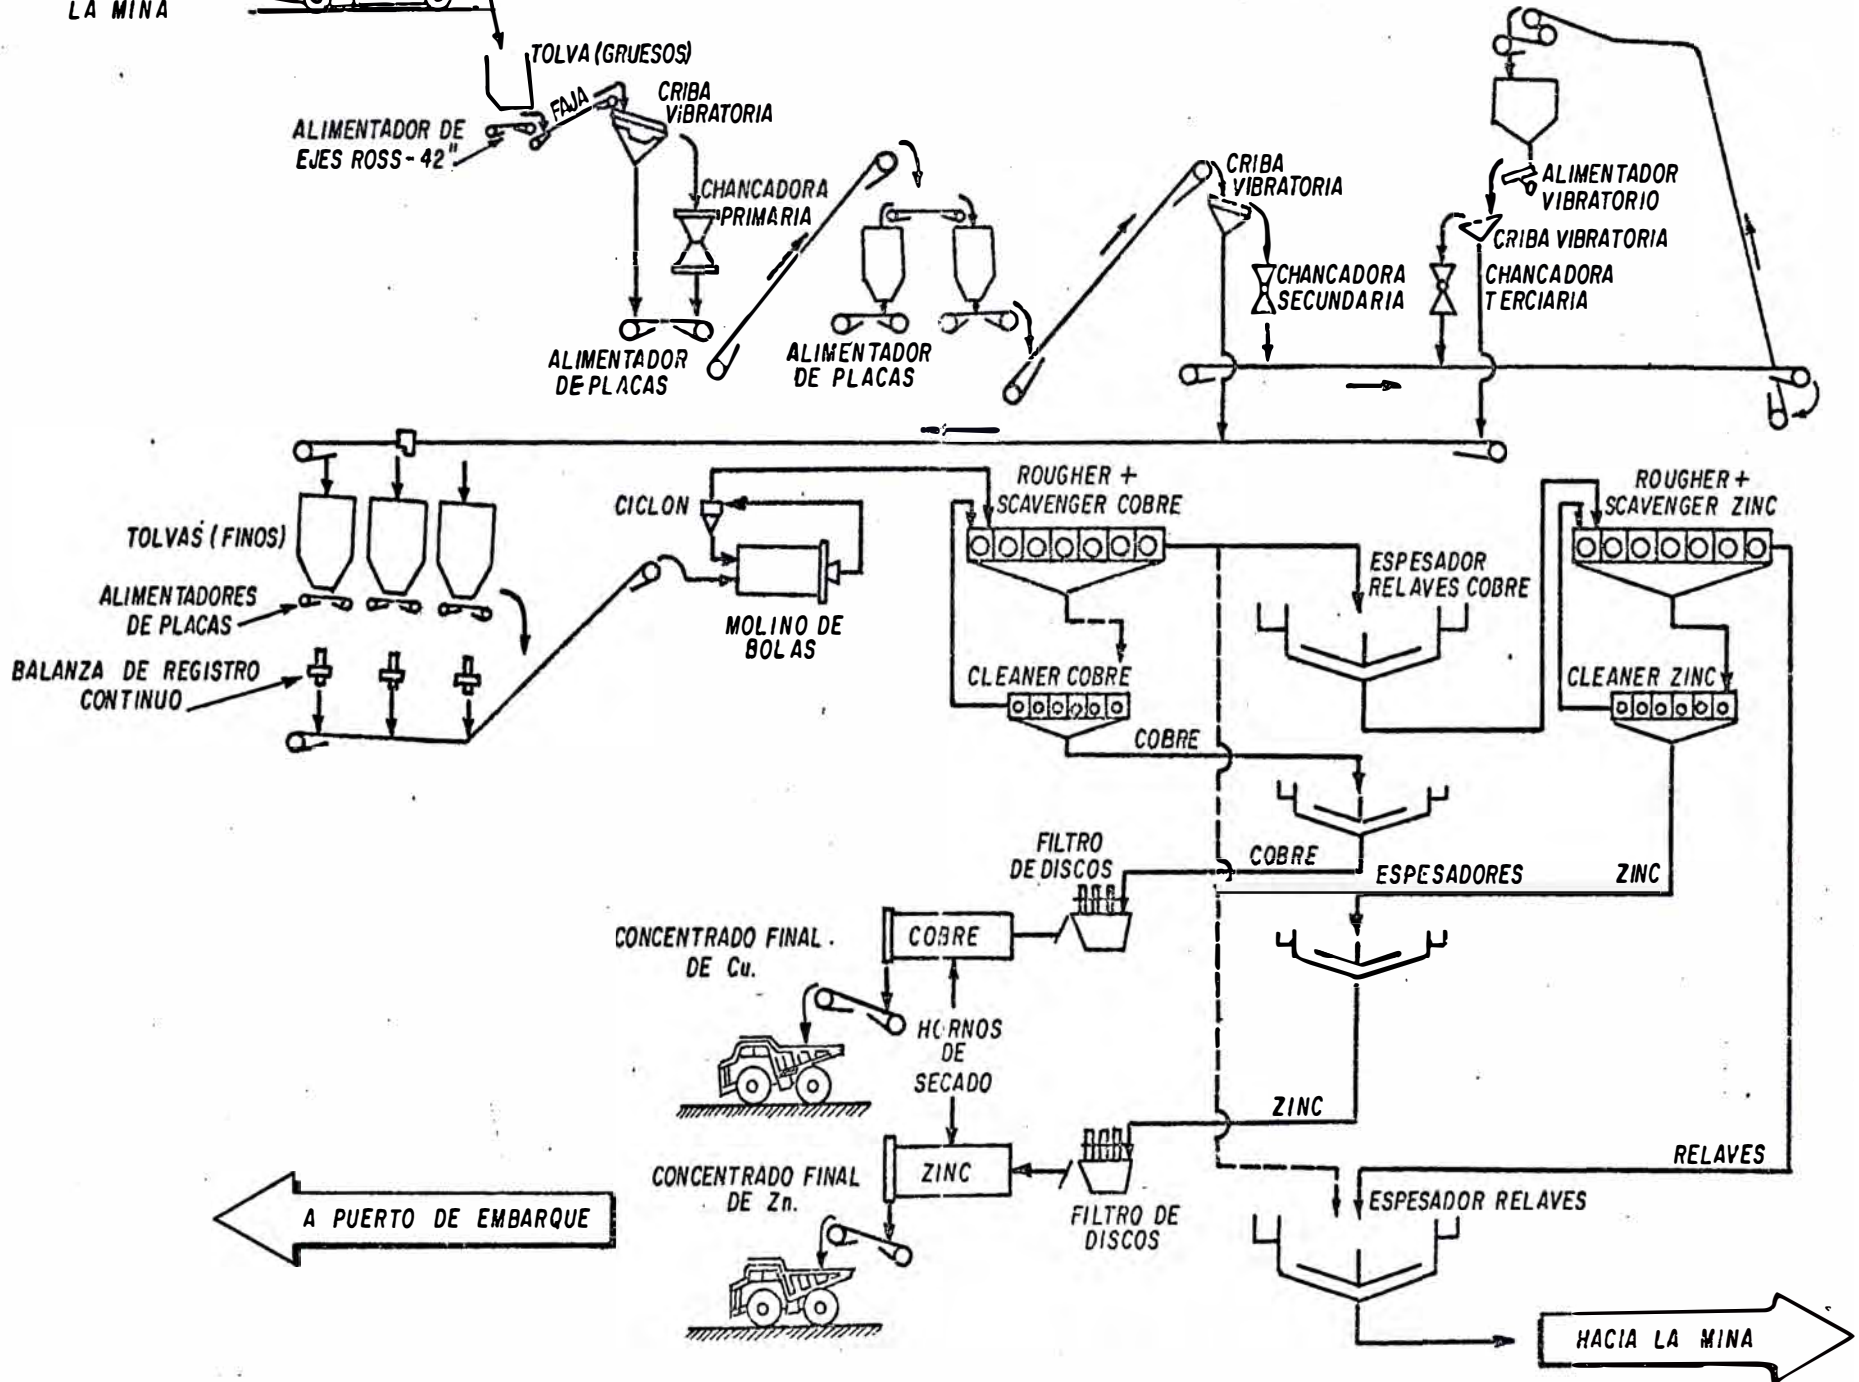 LA MINA
TOLVA (GRUESOS)
FAJA
CRIBA
VIBRATORIA
ALIMENTADOR DE
EJES ROSS-42"
CHANCADORA
PRIMARIA
ALIMENTADOR
DE PLACAS
ALIMENTADOR
DE PLACAS
CRIBA
VIBRATORIA
CHANCADORA
SECUNDARIA
ALIMENTADOR
VIBRATORIO
CRIBA VIBRATORIA
CHANCADORA
TERCIARIA
TOLVAS (FINOS)
ALIMENTADORES
DE PLACAS
BALANZA DE REGISTRO
CONTINUO
CICLON
MOLINO DE
BOLAS
ROUGHER +
SCAVENGER COBRE
CLEANER COBRE
ESPESADOR
RELAVES COBRE
ROUGHER +
SCAVENGER ZINC
CLEANER ZINC
COBRE
COBRE
ESPESADORES
ZINC
FILTRO
DE DISCOS
CONCENTRADO FINAL.
DE Cu.
COBRE
HORNOS
DE
SECADO
ZINC
ZINC
CONCENTRADO FINAL
DE Zn.
FILTRO DE
DISCOS
RELAVES
ESPESADOR RELAVES
A PUERTO DE EMBARQUE
HACIA LA MINA